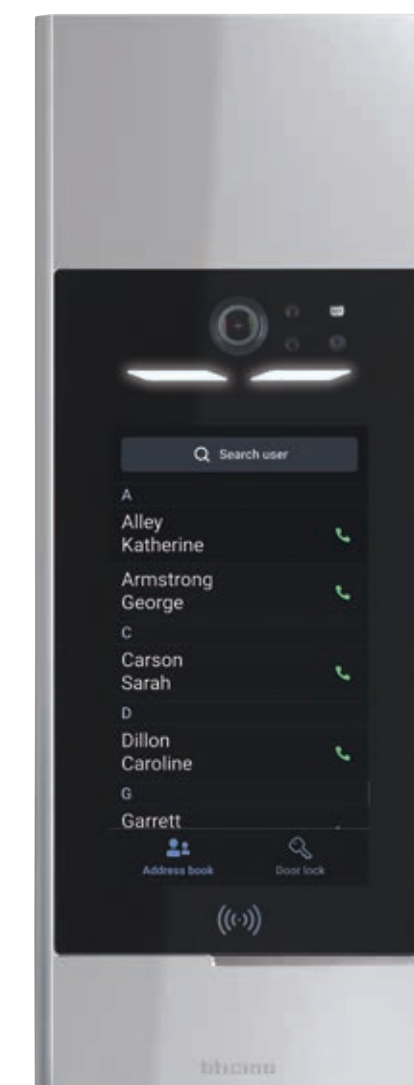 Search user
A
Alley
Katherine
Armstrong
George
C
Carson
Sarah
D
Dillon
Caroline
G
Garrett
Address book
Door lock
bticino